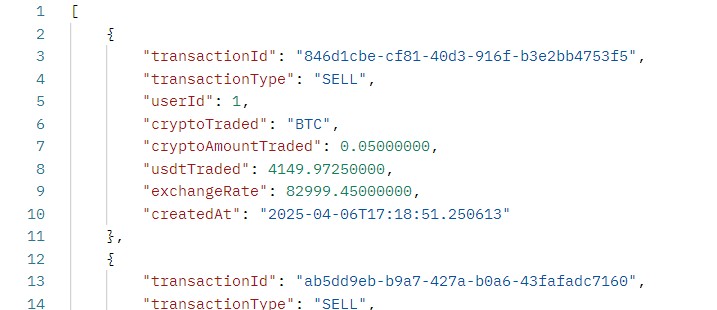 1 [
2 {
3 "transactionId": "846d1cbe-cf81-40d3-916f-b3e2bb4753f5",
4 "transactionType": "SELL",
5 "userId": 1,
6 "cryptoTraded": "BTC",
7 "cryptoAmountTraded": 0.05000000,
8 "usdtTraded": 4149.97250000,
9 "exchangeRate": 82999.45000000,
10 "createdAt": "2025-04-06T17:18:51.250613"
11 },
12 {
13 "transactionId": "ab5dd9eb-b9a7-427a-b0a6-43fafadc7160",
14 "transactionType": "SELL",